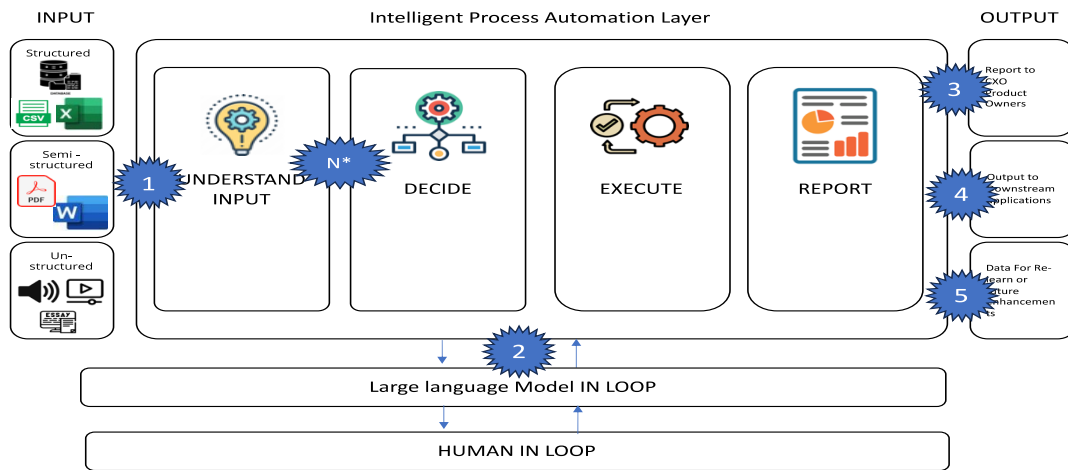 INPUT
Intelligent Process Automation Layer
OUTPUT
Structured
DATABASE
CSV
X
Semi -
structured
PDF
W
Un-
structured
ESSAY
1
UNDERSTAND
INPUT
N*
DECIDE
EXECUTE
REPORT
3
Report to
CXO
Product
Owners
4
Output to
Downstream
Applications
5
Data For Re-
learn or
future
enhancemen
ts
2
Large language Model IN LOOP
HUMAN IN LOOP